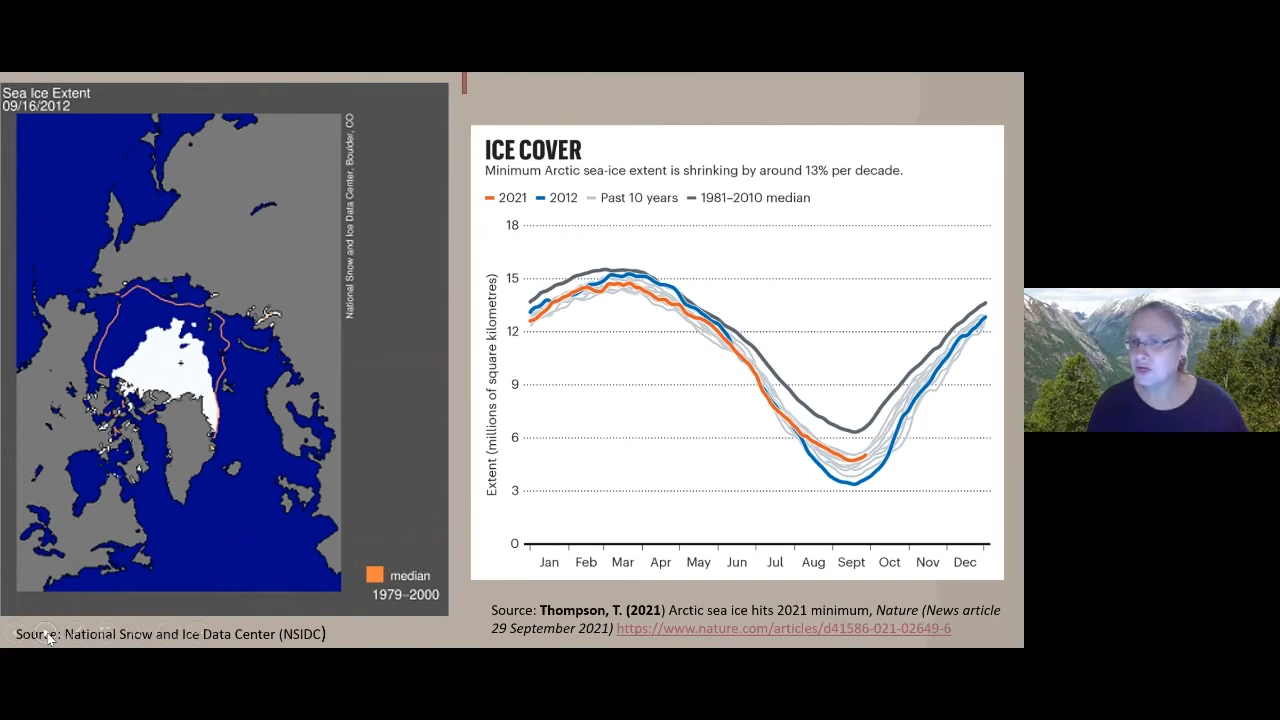 Sea Ice Extent
09/16/2012
National Snow and Ice Data Center, Boulder, CO
median
1979–2000
Source: National Snow and Ice Data Center (NSIDC)
ICE COVER
Minimum Arctic sea-ice extent is shrinking by around 13% per decade.
2021 2012 Past 10 years 1981–2010 median
Extent (millions of square kilometres)
18
15
12
9
6
3
0
Jan Feb Mar Apr May Jun Jul Aug Sept Oct Nov Dec
Source: Thompson, T. (2021) Arctic sea ice hits 2021 minimum, Nature (News article
29 September 2021) https://www.nature.com/articles/d41586-021-02649-6